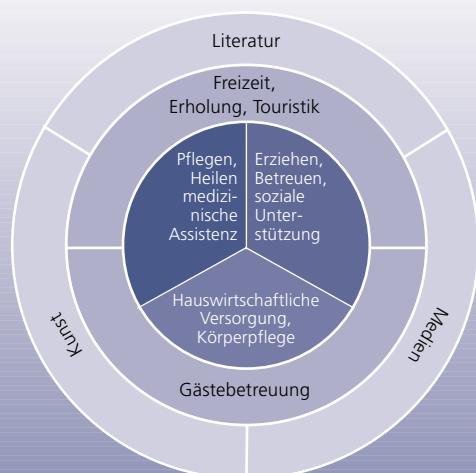 Literatur
Freizeit,
Erholung, Touristik
Pflegen,
Heilen
medizi-
nische
Assistenz
Erziehen,
Betreuen,
soziale
Unter-
stützung
Hauswirtschaftliche
Versorgung,
Körperpflege
Kunst
Medien
Gästebetreuung